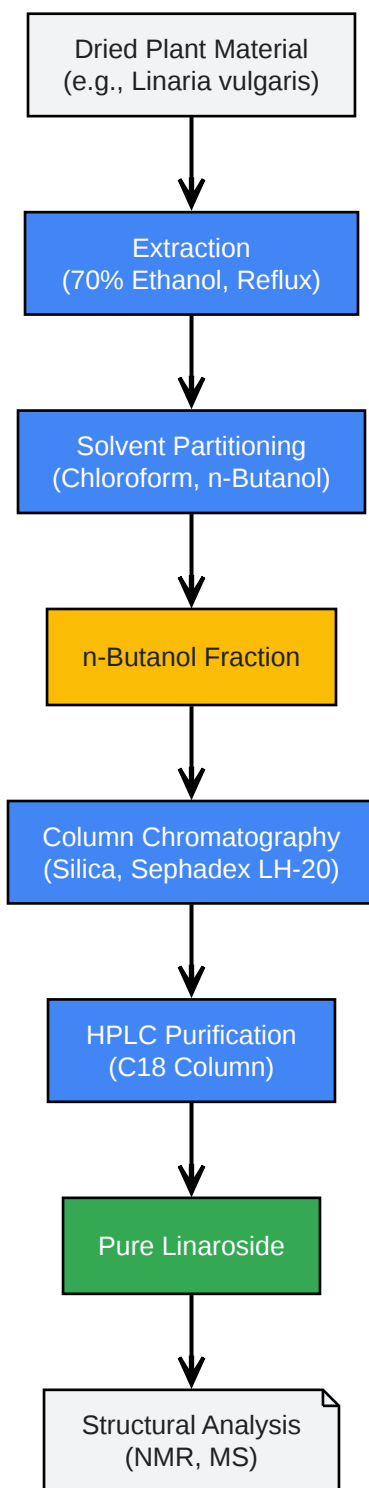 Dried Plant Material
(e.g., Linaria vulgaris)
Extraction
(70% Ethanol, Reflux)
Solvent Partitioning
(Chloroform, n-Butanol)
n-Butanol Fraction
Column Chromatography
(Silica, Sephadex LH-20)
HPLC Purification
(C18 Column)
Pure Linaroside
Structural Analysis
(NMR, MS)